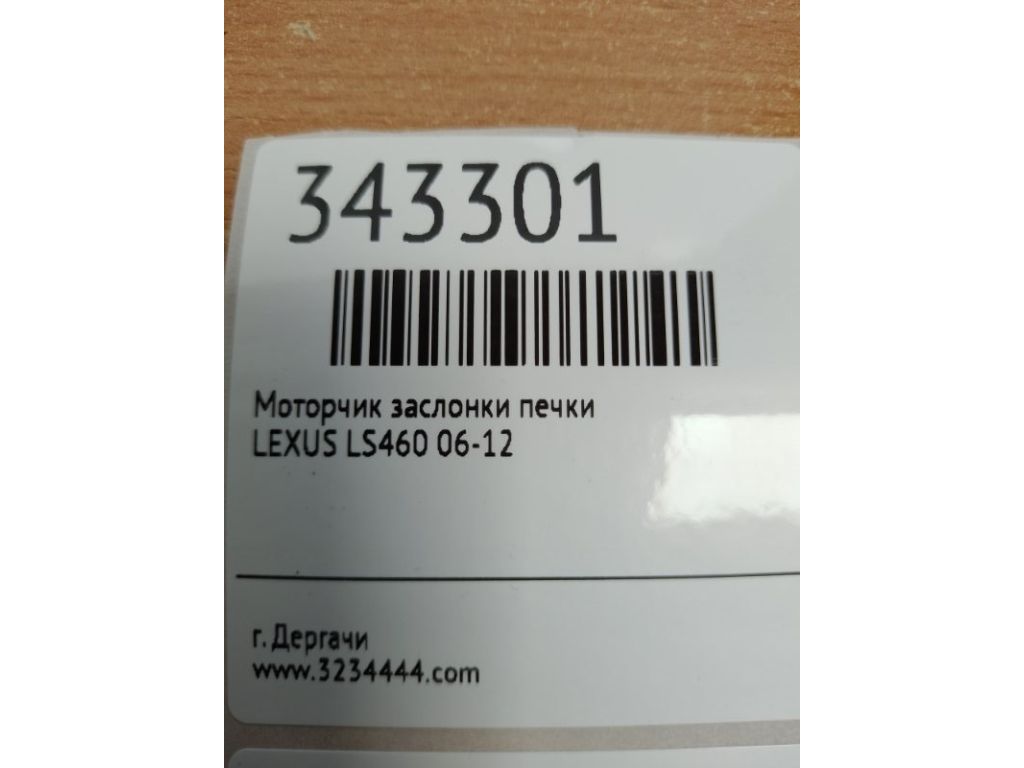 343301
Моторчик заслонки печки
LEXUS LS460 06-12
г. Дергачи
www.3234444.com